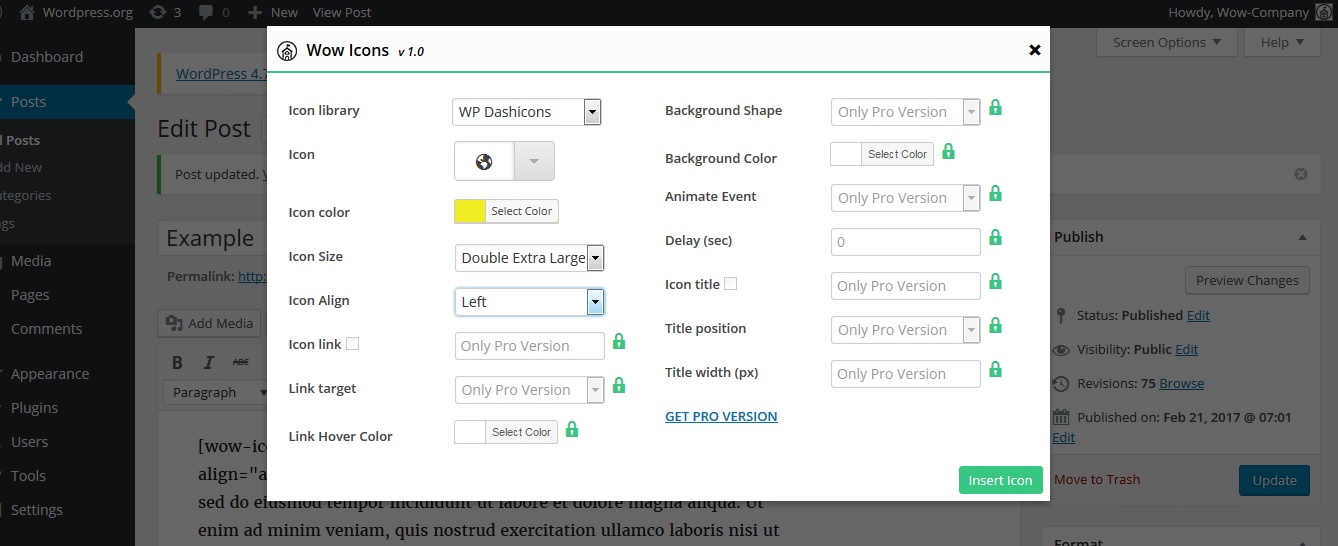 Wordpress.org 3 0 New View Post Howdy, Wow-Company
Dashboard
Posts
Posts
Add New
Categories
Tags
Media
Pages
Comments
Appearance
Plugins
Users
Tools
Settings
Screen Options Help
WordPress 4.7
Edit Post
Post updated.
Example
Permalink: http:
Add Media
B I ABC
Paragraph
[wow-ico
align="a
sed do eiusmod tempor incididunt ut labore et dolore magna aliqua. Ut
enim ad minim veniam, quis nostrud exercitation ullamco laboris nisi ut
Wow Icons v 1.0
Icon library WP Dashicons
Icon
Icon color Select Color
Icon Size Double Extra Large
Icon Align Left
Icon link Only Pro Version
Link target Only Pro Version
Link Hover Color Select Color
Background Shape Only Pro Version
Background Color Select Color
Animate Event Only Pro Version
Delay (sec) 0
Icon title Only Pro Version
Title position Only Pro Version
Title width (px) Only Pro Version
GET PRO VERSION
Insert Icon
Publish
Preview Changes
Status: Published Edit
Visibility: Public Edit
Revisions: 75 Browse
Published on: Feb 21, 2017 @ 07:01
Edit
Move to Trash Update
Format